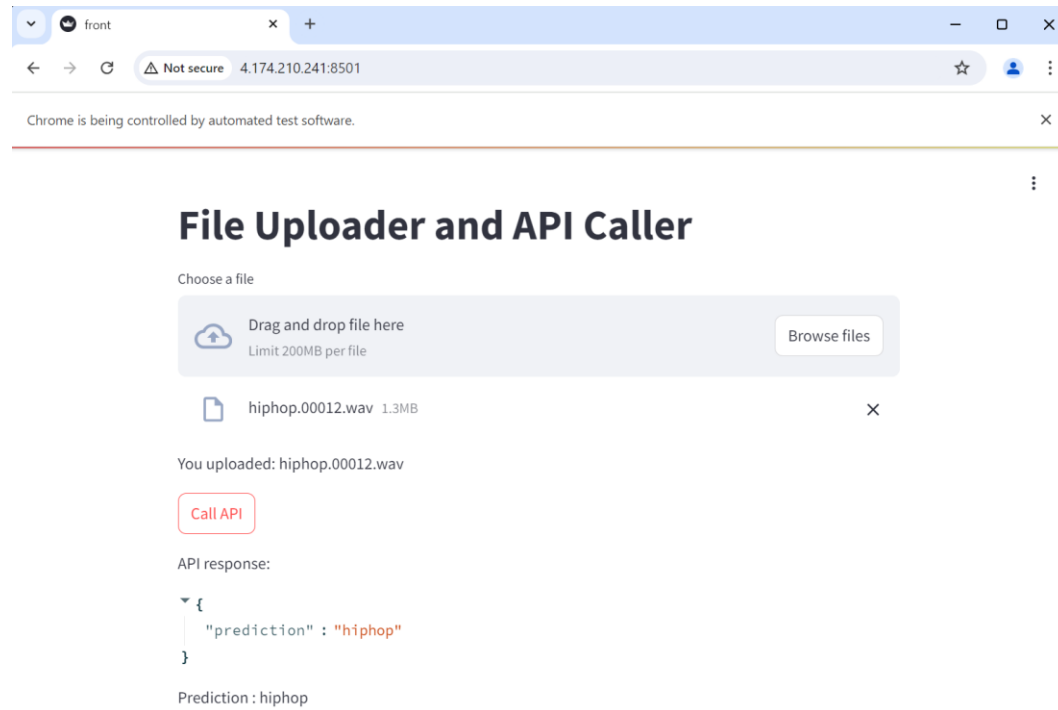 front
Not secure 4.174.210.241:8501
Chrome is being controlled by automated test software.
File Uploader and API Caller
Choose a file
Drag and drop file here
Limit 200MB per file
Browse files
hiphop.00012.wav 1.3MB
You uploaded: hiphop.00012.wav
Call API
API response:
{
"prediction" : "hiphop"
}
Prediction : hiphop